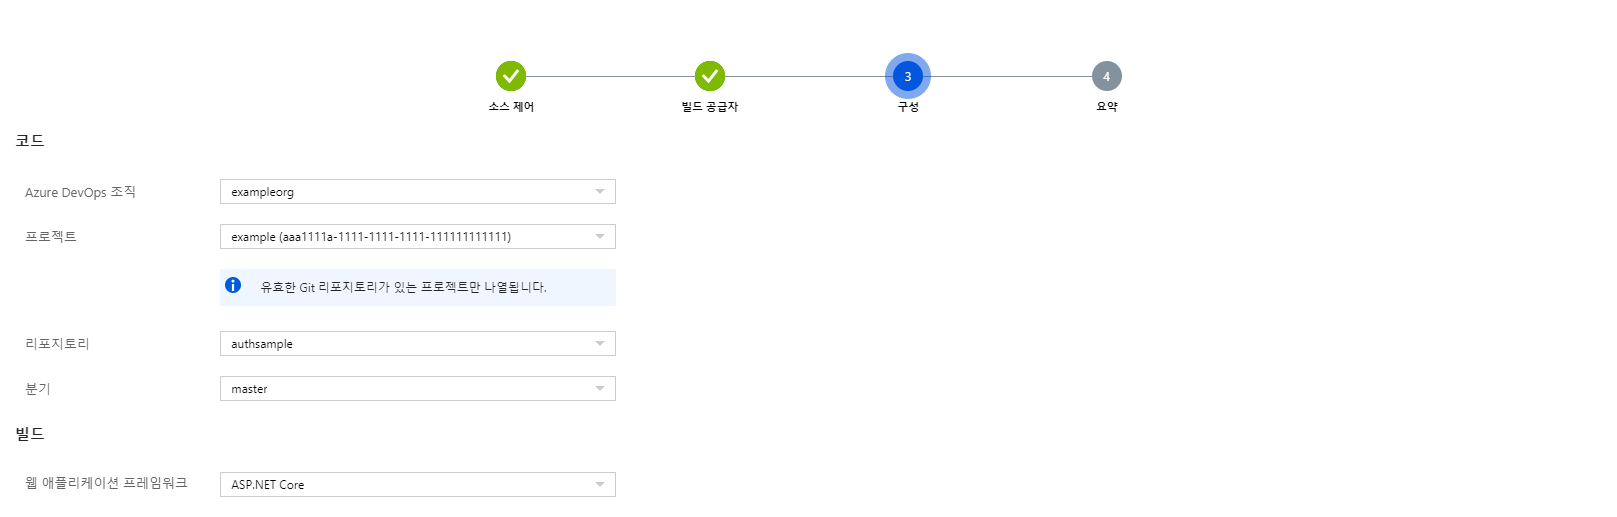 3
4
소스 제어
빌드 공급자
구성
요약
코드
Azure DevOps 조직
exampleorg
프로젝트
example (aaa1111a-1111-1111-1111-111111111111)
유효한 Git 리포지토리가 있는 프로젝트만 나열됩니다.
리포지토리
authsample
분기
master
빌드
웹 애플리케이션 프레임워크
ASP.NET Core